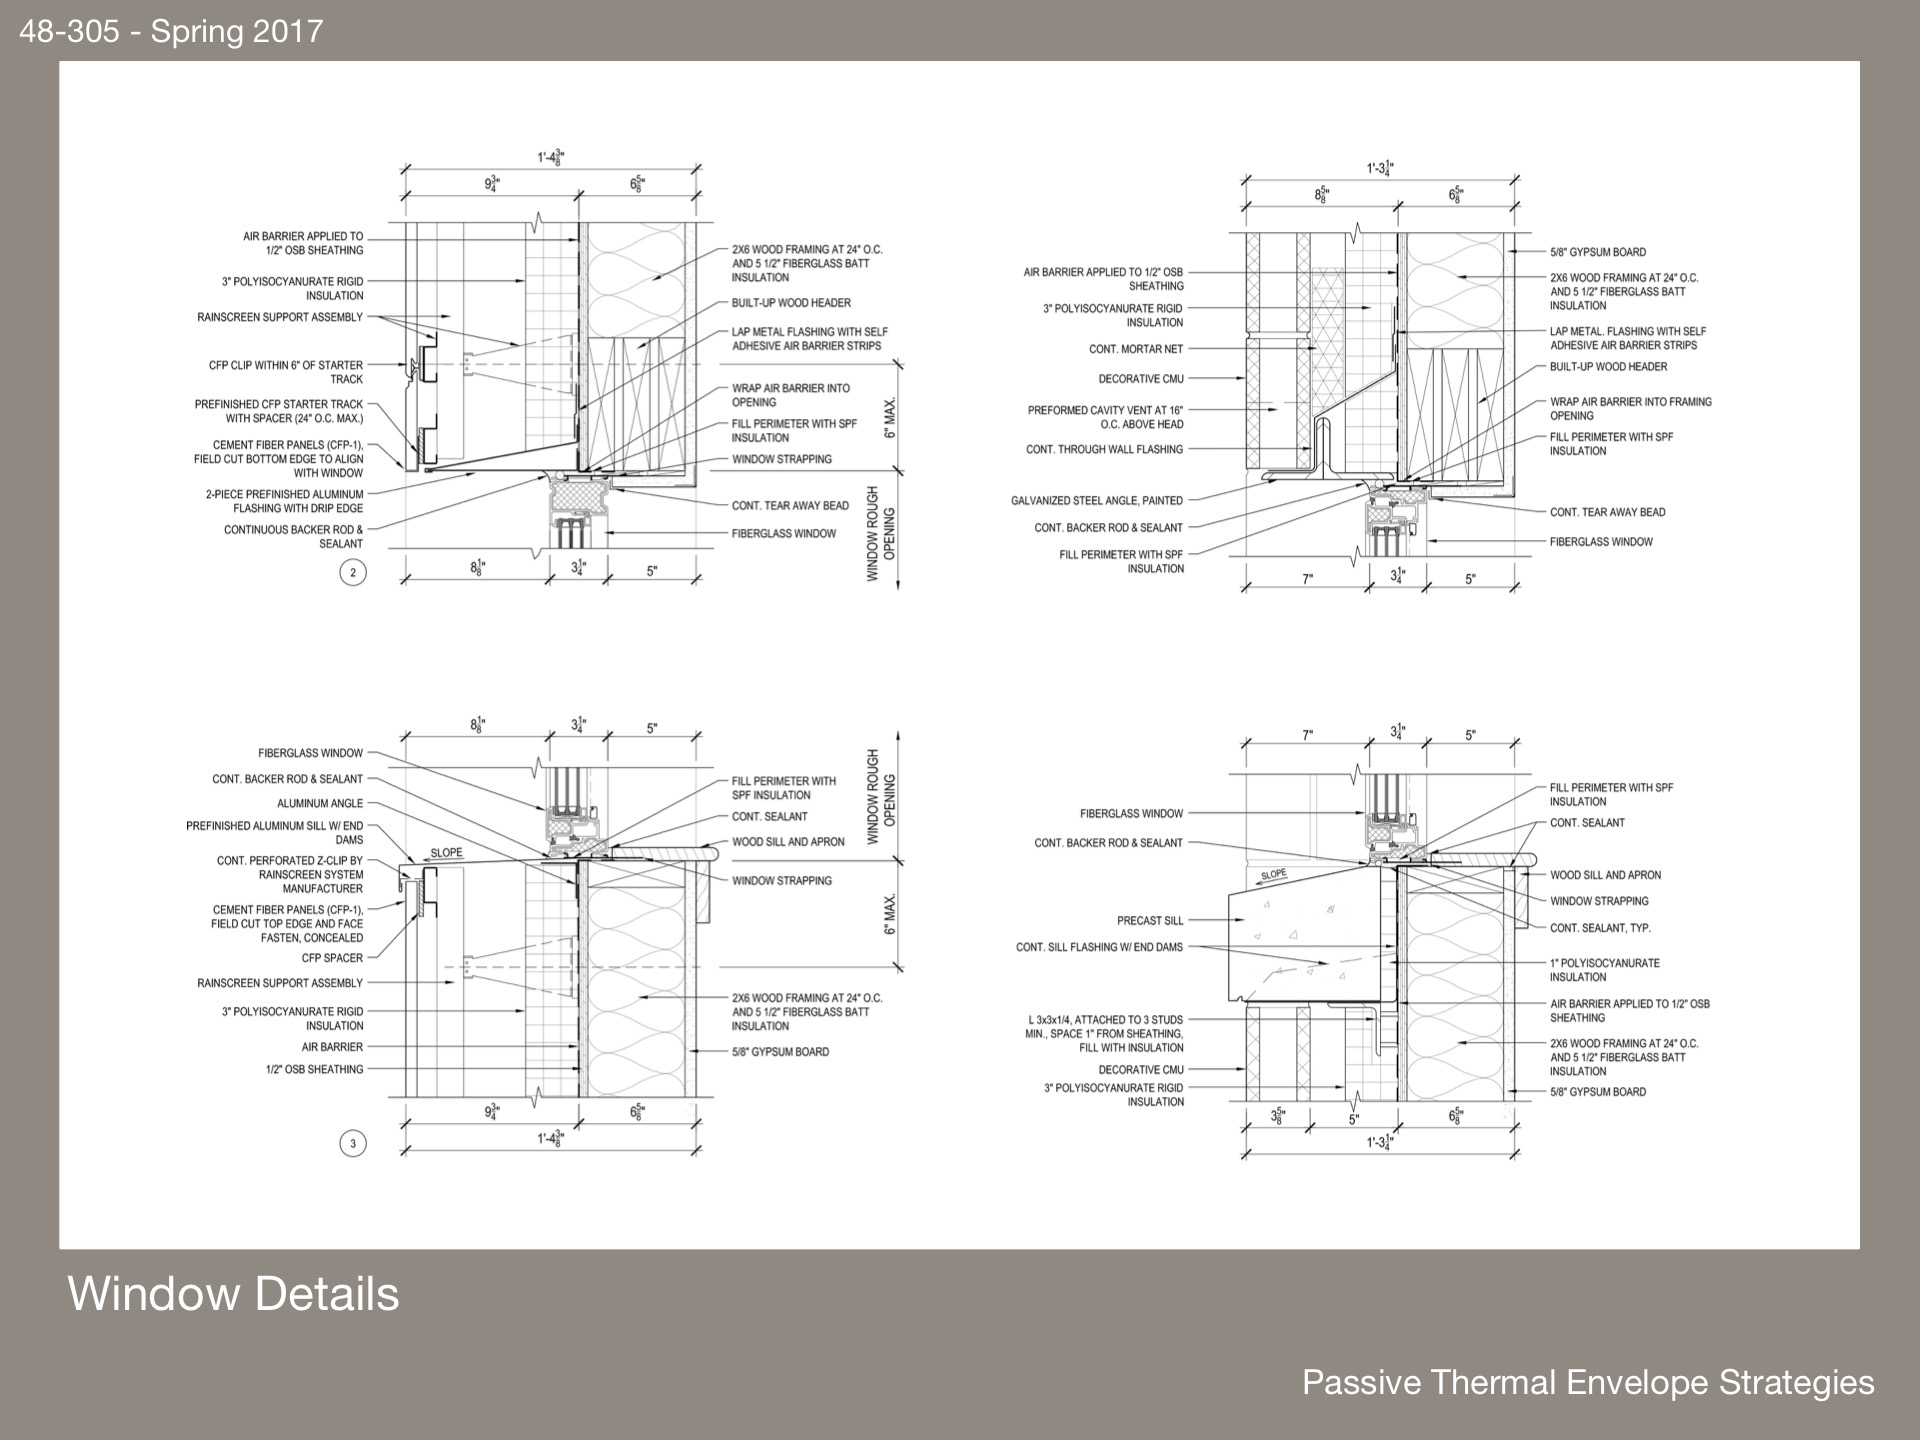 48-305 - Spring 2017
1'-4 3/8"
9 3/4"
6 5/8"
AIR BARRIER APPLIED TO
1/2" OSB SHEATHING
3" POLYISOCYANURATE RIGID
INSULATION
RAINSCREEN SUPPORT ASSEMBLY
CFP CLIP WITHIN 6" OF STARTER
TRACK
PREFINISHED CFP STARTER TRACK
WITH SPACER (24" O.C. MAX.)
CEMENT FIBER PANELS (CFP-1),
FIELD CUT BOTTOM EDGE TO ALIGN
WITH WINDOW
2-PIECE PREFINISHED ALUMINUM
FLASHING WITH DRIP EDGE
CONTINUOUS BACKER ROD &
SEALANT
2X6 WOOD FRAMING AT 24" O.C.
AND 5 1/2" FIBERGLASS BATT
INSULATION
BUILT-UP WOOD HEADER
LAP METAL FLASHING WITH SELF
ADHESIVE AIR BARRIER STRIPS
WRAP AIR BARRIER INTO
OPENING
FILL PERIMETER WITH SPF
INSULATION
WINDOW STRAPPING
CONT. TEAR AWAY BEAD
FIBERGLASS WINDOW
6" MAX.
WINDOW ROUGH
OPENING
2
8 1/8"
3 1/4"
5"
1'-3 1/4"
8 5/8"
6 5/8"
AIR BARRIER APPLIED TO 1/2" OSB
SHEATHING
3" POLYISOCYANURATE RIGID
INSULATION
CONT. MORTAR NET
DECORATIVE CMU
PREFORMED CAVITY VENT AT 16"
O.C. ABOVE HEAD
CONT. THROUGH WALL FLASHING
GALVANIZED STEEL ANGLE, PAINTED
CONT. BACKER ROD & SEALANT
FILL PERIMETER WITH SPF
INSULATION
5/8" GYPSUM BOARD
2X6 WOOD FRAMING AT 24" O.C.
AND 5 1/2" FIBERGLASS BATT
INSULATION
LAP METAL. FLASHING WITH SELF
ADHESIVE AIR BARRIER STRIPS
BUILT-UP WOOD HEADER
WRAP AIR BARRIER INTO FRAMING
OPENING
FILL PERIMETER WITH SPF
INSULATION
CONT. TEAR AWAY BEAD
FIBERGLASS WINDOW
7"
3 1/4"
5"
8 1/8"
3 1/4"
5"
FIBERGLASS WINDOW
CONT. BACKER ROD & SEALANT
ALUMINUM ANGLE
PREFINISHED ALUMINUM SILL W/ END
DAMS
CONT. PERFORATED Z-CLIP BY
RAINSCREEN SYSTEM
MANUFACTURER
CEMENT FIBER PANELS (CFP-1),
FIELD CUT TOP EDGE AND FACE
FASTEN, CONCEALED
CFP SPACER
RAINSCREEN SUPPORT ASSEMBLY
3" POLYISOCYANURATE RIGID
INSULATION
AIR BARRIER
1/2" OSB SHEATHING
SLOPE
FILL PERIMETER WITH
SPF INSULATION
CONT. SEALANT
WOOD SILL AND APRON
WINDOW STRAPPING
2X6 WOOD FRAMING AT 24" O.C.
AND 5 1/2" FIBERGLASS BATT
INSULATION
5/8" GYPSUM BOARD
WINDOW ROUGH
OPENING
6" MAX.
9 3/4"
6 5/8"
1'-4 3/8"
3
7"
3 1/4"
5"
FIBERGLASS WINDOW
CONT. BACKER ROD & SEALANT
SLOPE
PRECAST SILL
CONT. SILL FLASHING W/ END DAMS
L 3x3x1/4, ATTACHED TO 3 STUDS
MIN., SPACE 1" FROM SHEATHING,
FILL WITH INSULATION
DECORATIVE CMU
3" POLYISOCYANURATE RIGID
INSULATION
FILL PERIMETER WITH SPF
INSULATION
CONT. SEALANT
WOOD SILL AND APRON
WINDOW STRAPPING
CONT. SEALANT, TYP.
1" POLYISOCYANURATE
INSULATION
AIR BARRIER APPLIED TO 1/2" OSB
SHEATHING
2X6 WOOD FRAMING AT 24" O.C.
AND 5 1/2" FIBERGLASS BATT
INSULATION
5/8" GYPSUM BOARD
3 5/8"
5"
6 5/8"
1'-3 1/4"
Window Details
Passive Thermal Envelope Strategies